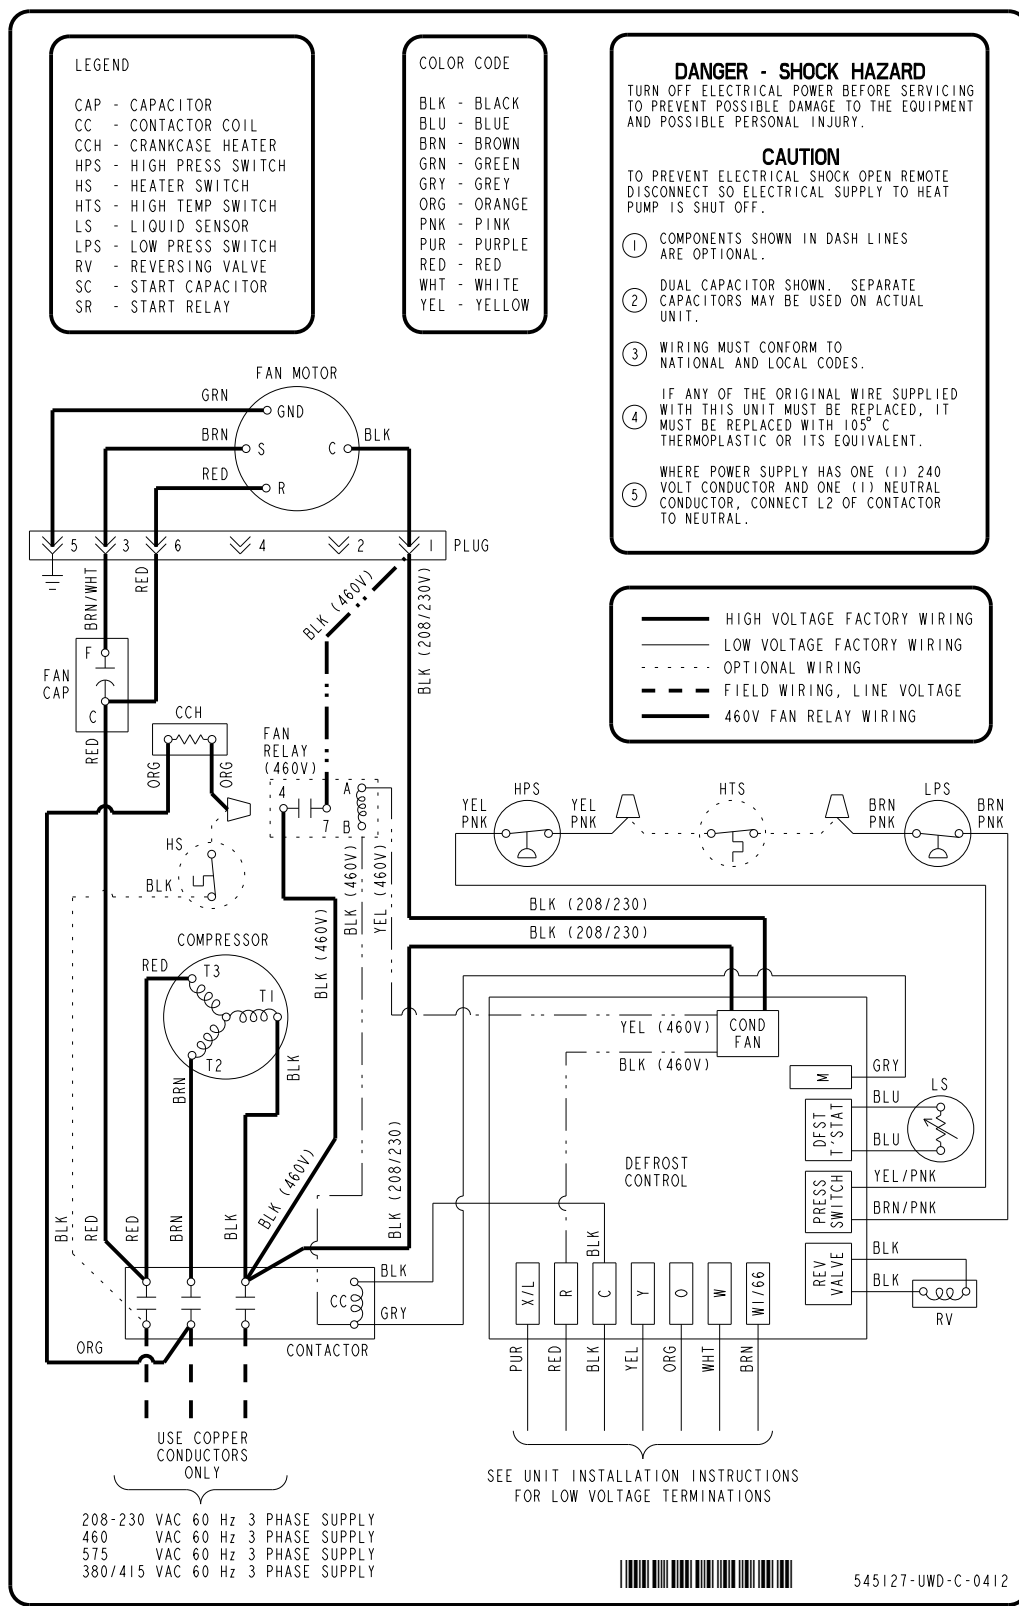 LEGEND
CAP - CAPACITOR
CC - CONTACTOR COIL
CCH - CRANKCASE HEATER
HPS - HIGH PRESS SWITCH
HS - HEATER SWITCH
HTS - HIGH TEMP SWITCH
LS - LIQUID SENSOR
LPS - LOW PRESS SWITCH
RV - REVERSING VALVE
SC - START CAPACITOR
SR - START RELAY
COLOR CODE
BLK - BLACK
BLU - BLUE
BRN - BROWN
GRN - GREEN
GRY - GREY
ORG - ORANGE
PNK - PINK
PUR - PURPLE
RED - RED
WHT - WHITE
YEL - YELLOW
DANGER - SHOCK HAZARD
TURN OFF ELECTRICAL POWER BEFORE SERVICING
TO PREVENT POSSIBLE DAMAGE TO THE EQUIPMENT
AND POSSIBLE PERSONAL INJURY.
CAUTION
TO PREVENT ELECTRICAL SHOCK OPEN REMOTE
DISCONNECT SO ELECTRICAL SUPPLY TO HEAT
PUMP IS SHUT OFF.
1 COMPONENTS SHOWN IN DASH LINES
ARE OPTIONAL.
2 DUAL CAPACITOR SHOWN. SEPARATE
CAPACITORS MAY BE USED ON ACTUAL
UNIT.
3 WIRING MUST CONFORM TO
NATIONAL AND LOCAL CODES.
4 IF ANY OF THE ORIGINAL WIRE SUPPLIED
WITH THIS UNIT MUST BE REPLACED, IT
MUST BE REPLACED WITH 105° C
THERMOPLASTIC OR ITS EQUIVALENT.
5 WHERE POWER SUPPLY HAS ONE (1) 240
VOLT CONDUCTOR AND ONE (1) NEUTRAL
CONDUCTOR, CONNECT L2 OF CONTACTOR
TO NEUTRAL.
HIGH VOLTAGE FACTORY WIRING
LOW VOLTAGE FACTORY WIRING
OPTIONAL WIRING
FIELD WIRING, LINE VOLTAGE
460V FAN RELAY WIRING
FAN MOTOR
GRN
GND
BRN
S
C
BLK
RED
R
5
3
6
4
2
1
PLUG
BRN/WHT
RED
BLK (460V)
BLK (208/230V)
F
FAN
CAP
C
RED
CCH
ORG
ORG
FAN
RELAY
(460V)
4
7
A
B
HS
BLK
BLK (460V)
BLK (460V)
YEL (460V)
YEL
PNK
HPS
YEL
PNK
HTS
BRN
PNK
LPS
BRN
PNK
BLK (208/230)
BLK (208/230)
COMPRESSOR
RED
T3
T1
T2
BRN
BLK
YEL (460V)
BLK (460V)
COND
FAN
M
GRY
DFST
T'STAT
BLU
BLU
LS
PRESS
SWITCH
YEL/PNK
BRN/PNK
REV
VALVE
BLK
BLK
RV
DEFROST
CONTROL
BLK
RED
RED
BRN
BLK
BLK (460V)
BLK (208/230)
CC
BLK
GRY
CONTACTOR
ORG
BLK
X/L
R
C
Y
O
W
W1/66
PUR
RED
BLK
YEL
ORG
WHT
BRN
USE COPPER
CONDUCTORS
ONLY
SEE UNIT INSTALLATION INSTRUCTIONS
FOR LOW VOLTAGE TERMINATIONS
208-230 VAC 60 Hz 3 PHASE SUPPLY
460 VAC 60 Hz 3 PHASE SUPPLY
575 VAC 60 Hz 3 PHASE SUPPLY
380/415 VAC 60 Hz 3 PHASE SUPPLY
545127-UWD-C-0412